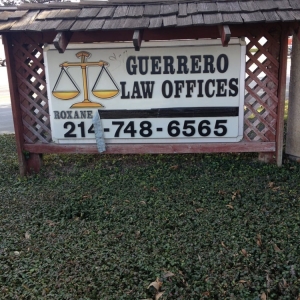 GUERRERO
LAW OFFICES
ROXANE
214-748-6565